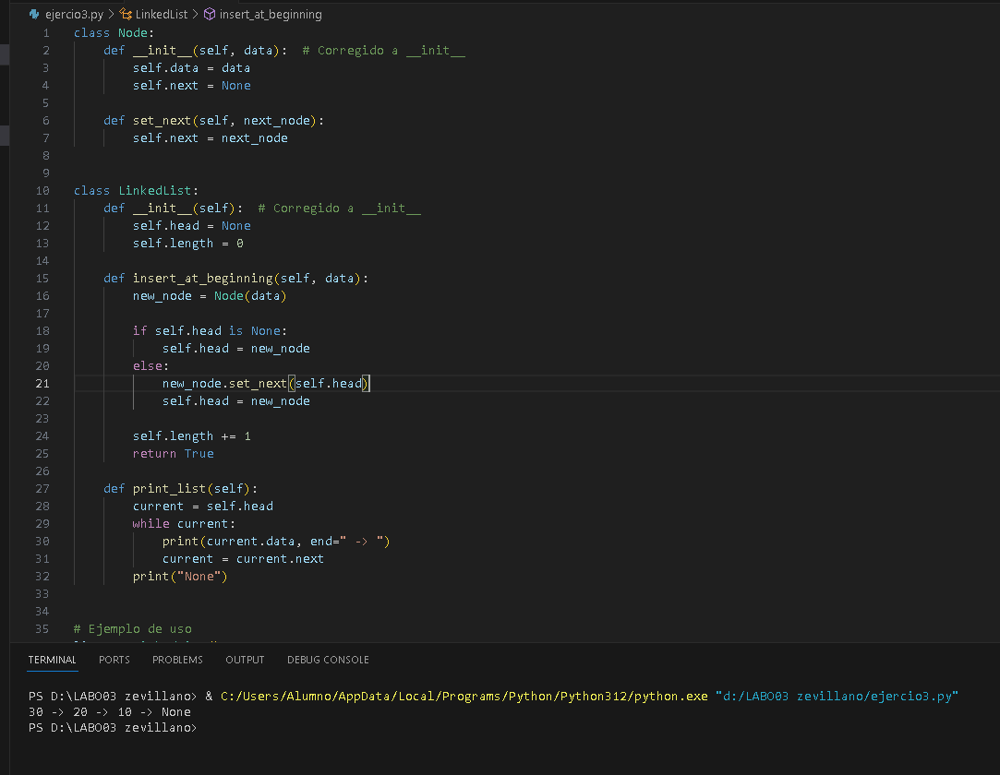 ejercio3.py > LinkedList > insert_at_beginning
1 class Node:
2     def __init__(self, data):  # Corregido a __init__
3         self.data = data
4         self.next = None
5
6     def set_next(self, next_node):
7         self.next = next_node
8
9
10 class LinkedList:
11     def __init__(self):  # Corregido a __init__
12         self.head = None
13         self.length = 0
14
15     def insert_at_beginning(self, data):
16         new_node = Node(data)
17
18         if self.head is None:
19             self.head = new_node
20         else:
21             new_node.set_next(self.head)
22             self.head = new_node
23
24         self.length += 1
25         return True
26
27     def print_list(self):
28         current = self.head
29         while current:
30             print(current.data, end=" -> ")
31             current = current.next
32         print("None")
33
34
35 # Ejemplo de uso
TERMINAL PORTS PROBLEMS OUTPUT DEBUG CONSOLE
PS D:\LABO03 zevillano> & C:/Users/Alumno/AppData/Local/Programs/Python/Python312/python.exe "d:/LABO03 zevillano/ejercio3.py"
30 -> 20 -> 10 -> None
PS D:\LABO03 zevillano>